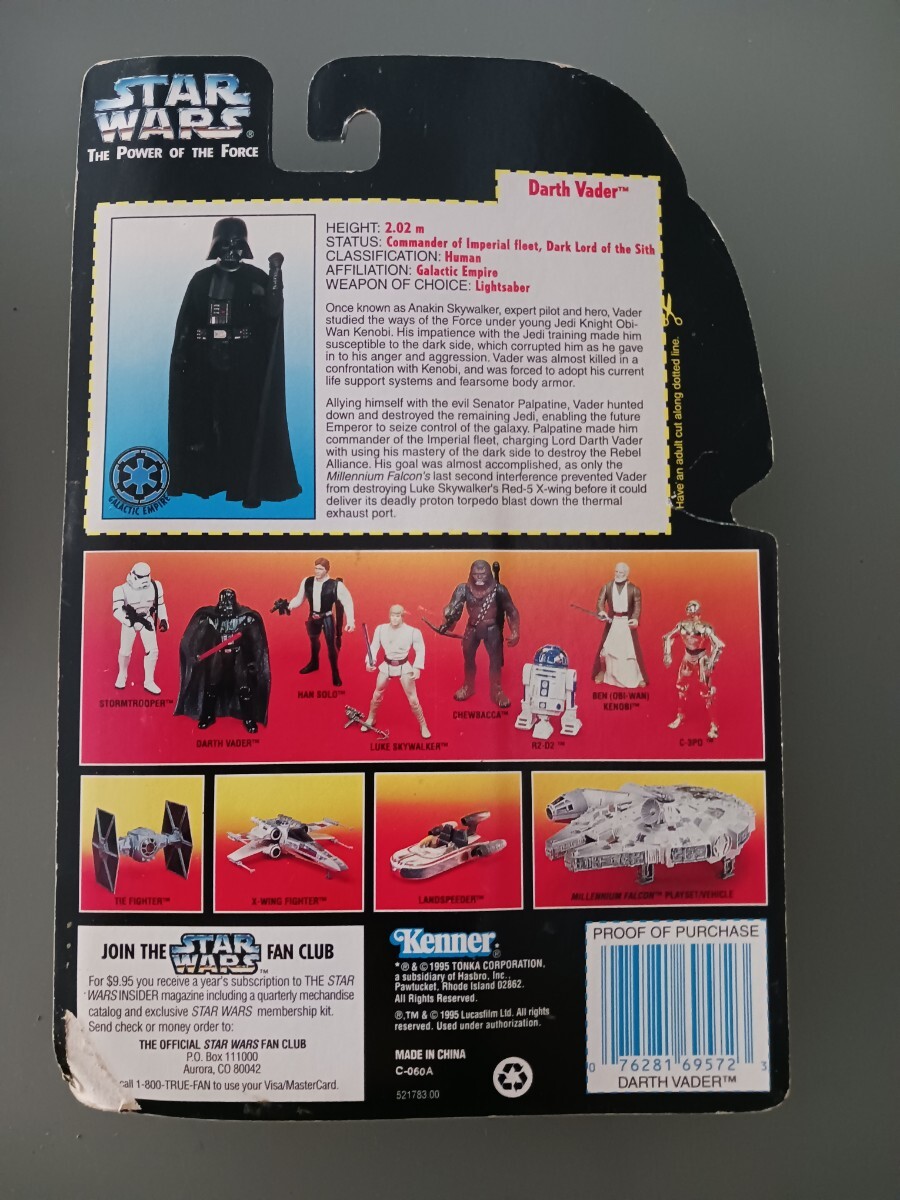 STAR
WARS®
THE POWER OF THE FORCE
Darth Vader™
HEIGHT: 2.02 m
STATUS: Commander of Imperial fleet, Dark Lord of the Sith
CLASSIFICATION: Human
AFFILIATION: Galactic Empire
WEAPON OF CHOICE: Lightsaber
Once known as Anakin Skywalker, expert pilot and hero, Vader
studied the ways of the Force under young Jedi Knight Obi-
Wan Kenobi. His impatience with the Jedi training made him
susceptible to the dark side, which corrupted him as he gave
in to his anger and aggression. Vader was almost killed in a
confrontation with Kenobi, and was forced to adopt his current
life support systems and fearsome body armor.
Allying himself with the evil Senator Palpatine, Vader hunted
down and destroyed the remaining Jedi, enabling the future
Emperor to seize control of the galaxy. Palpatine made him
commander of the Imperial fleet, charging Lord Darth Vader
with using his mastery of the dark side to destroy the Rebel
Alliance. His goal was almost accomplished, as only the
Millennium Falcon's last second interference prevented Vader
from destroying Luke Skywalker's Red-5 X-wing before it could
deliver its deadly proton torpedo blast down the thermal
exhaust port.
GALACTIC EMPIRE
Have an adult cut along dotted line.
STORMTROOPER™
DARTH VADER™
HAN SOLO™
LUKE SKYWALKER™
CHEWBACCA™
R2-D2™
BEN (OBI-WAN)
KENOBI™
C-3PO™
TIE FIGHTER™
X-WING FIGHTER™
LANDSPEEDER™
MILLENNIUM FALCON™ PLAYSET/VEHICLE
JOIN THE STAR WARS™ FAN CLUB
For $9.95 you receive a year's subscription to THE STAR
WARS INSIDER magazine including a quarterly merchandise
catalog and exclusive STAR WARS membership kit.
Send check or money order to:
THE OFFICIAL STAR WARS FAN CLUB
P.O. Box 111000
Aurora, CO 80042
call 1-800-TRUE-FAN to use your Visa/MasterCard.
Kenner®
*® & © 1995 TONKA CORPORATION,
a subsidiary of Hasbro, Inc.,
Pawtucket, Rhode Island 02862.
All Rights Reserved.
®,TM & © 1995 Lucasfilm Ltd. All rights
reserved. Used under authorization.
MADE IN CHINA
C-060A
521783 00
PROOF OF PURCHASE
0 76281 69572 3
DARTH VADER™